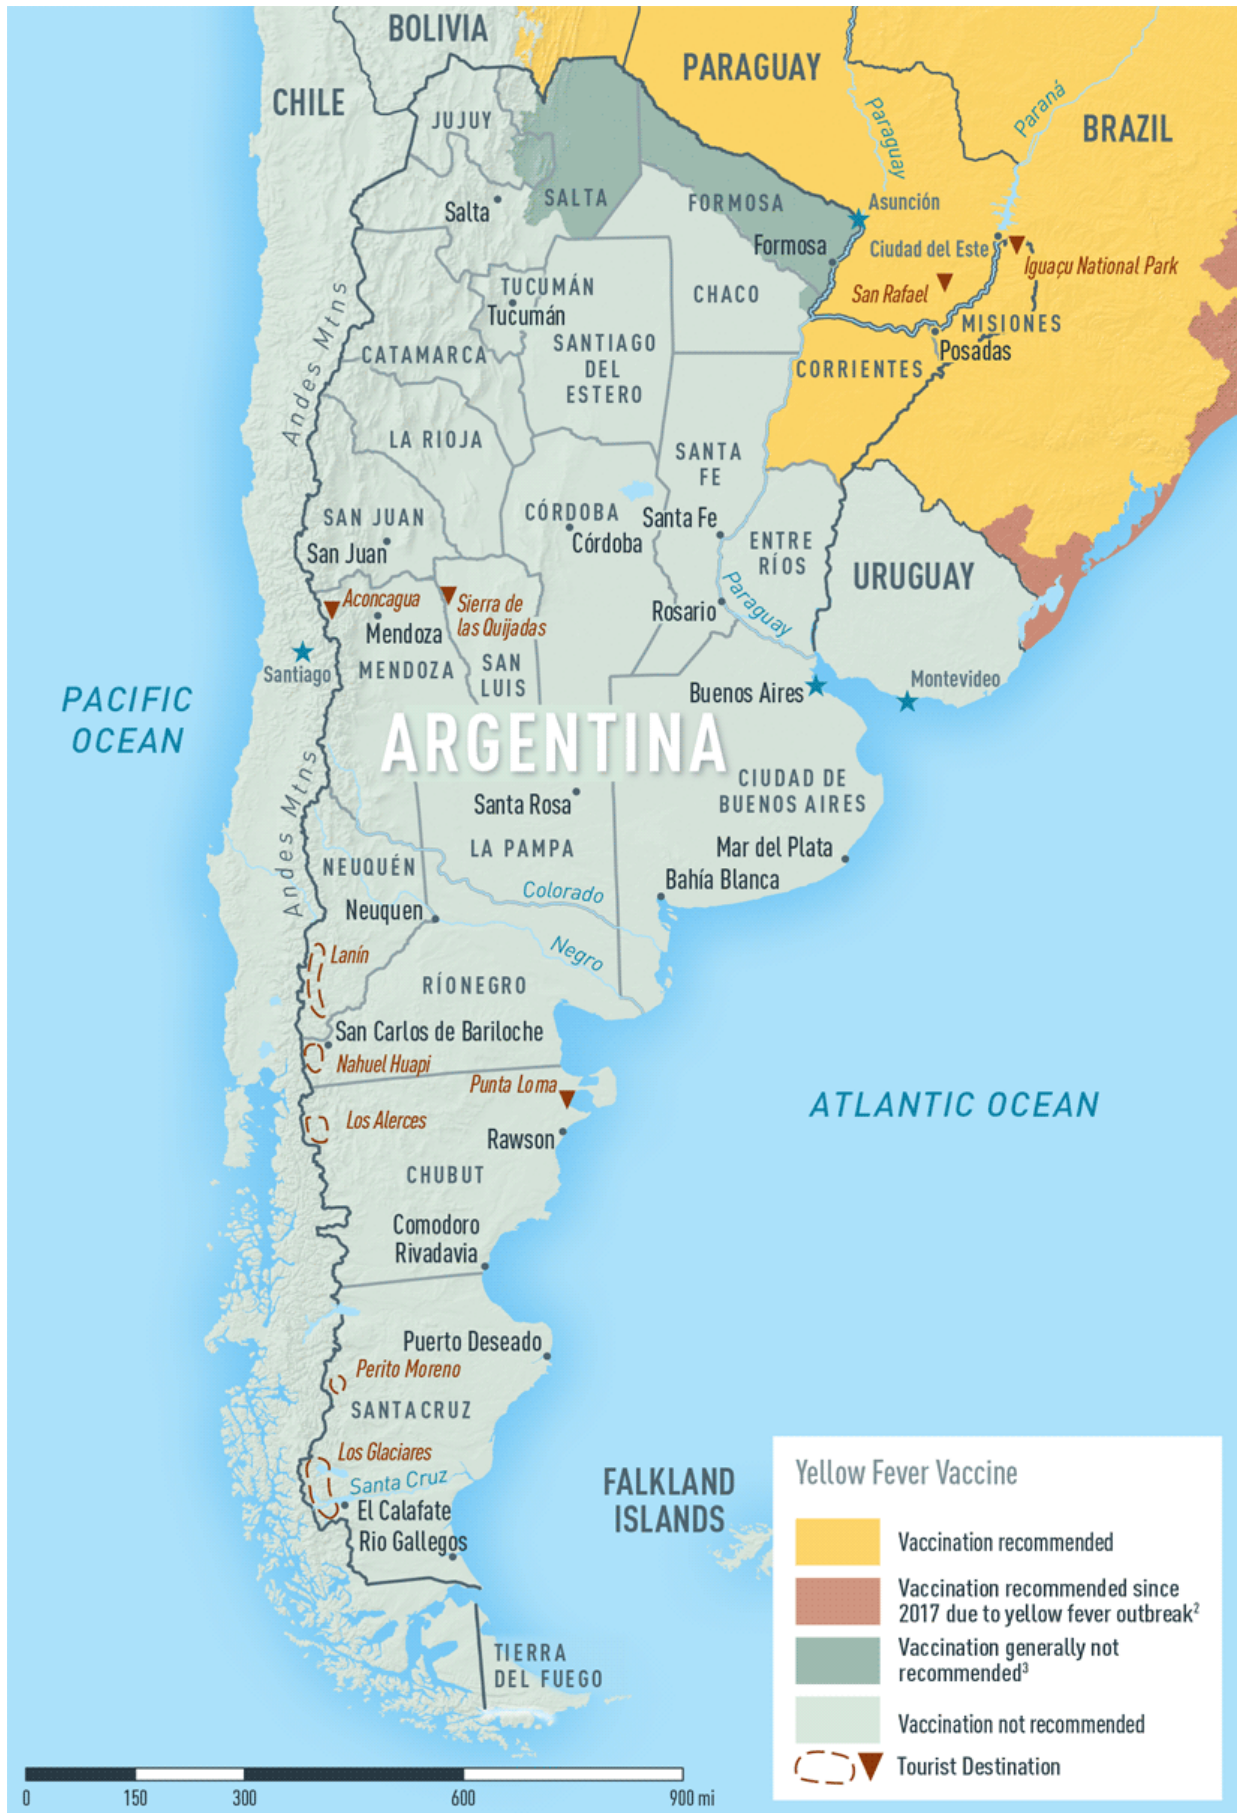 BOLIVIA
PARAGUAY
CHILE
JUJUY
Paraguay
Paraná
BRAZIL
SALTA
Salta
FORMOSA
Asunción
Formosa
Ciudad del Este
Iguaçu National Park
TUCUMÁN
Tucumán
CHACO
San Rafael
MISIONES
Posadas
Andes Mtns
CATAMARCA
SANTIAGO
DEL
ESTERO
CORRIENTES
LA RIOJA
SANTA
FE
SAN JUAN
San Juan
CÓRDOBA
Córdoba
Santa Fe
ENTRE
RÍOS
URUGUAY
Aconcagua
Sierra de
las Quijadas
Mendoza
Rosario
Paraguay
Santiago
MENDOZA
SAN
LUIS
Buenos Aires
Montevideo
PACIFIC
OCEAN
ARGENTINA
Andes Mtns
Santa Rosa
CIUDAD DE
BUENOS AIRES
LA PAMPA
Mar del Plata
NEUQUÉN
Colorado
Bahía Blanca
Neuquen
Negro
Lanín
RÍONEGRO
San Carlos de Bariloche
Nahuel Huapi
Punta Loma
ATLANTIC OCEAN
Los Alerces
Rawson
CHUBUT
Comodoro
Rivadavia
Puerto Deseado
Perito Moreno
SANTACRUZ
Los Glaciares
Santa Cruz
El Calafate
Rio Gallegos
FALKLAND
ISLANDS
TIERRA
DEL FUEGO
Yellow Fever Vaccine
Vaccination recommended
Vaccination recommended since
2017 due to yellow fever outbreak²
Vaccination generally not
recommended³
Vaccination not recommended
Tourist Destination
0 150 300 600 900 mi